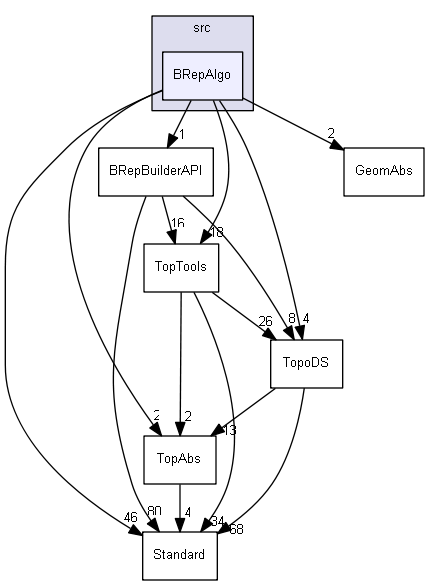 src
BRepAlgo
1
2
BRepBuilderAPI
GeomAbs
16
18
TopTools
26
8
4
TopoDS
2
2
13
TopAbs
46
80
4
34
68
Standard